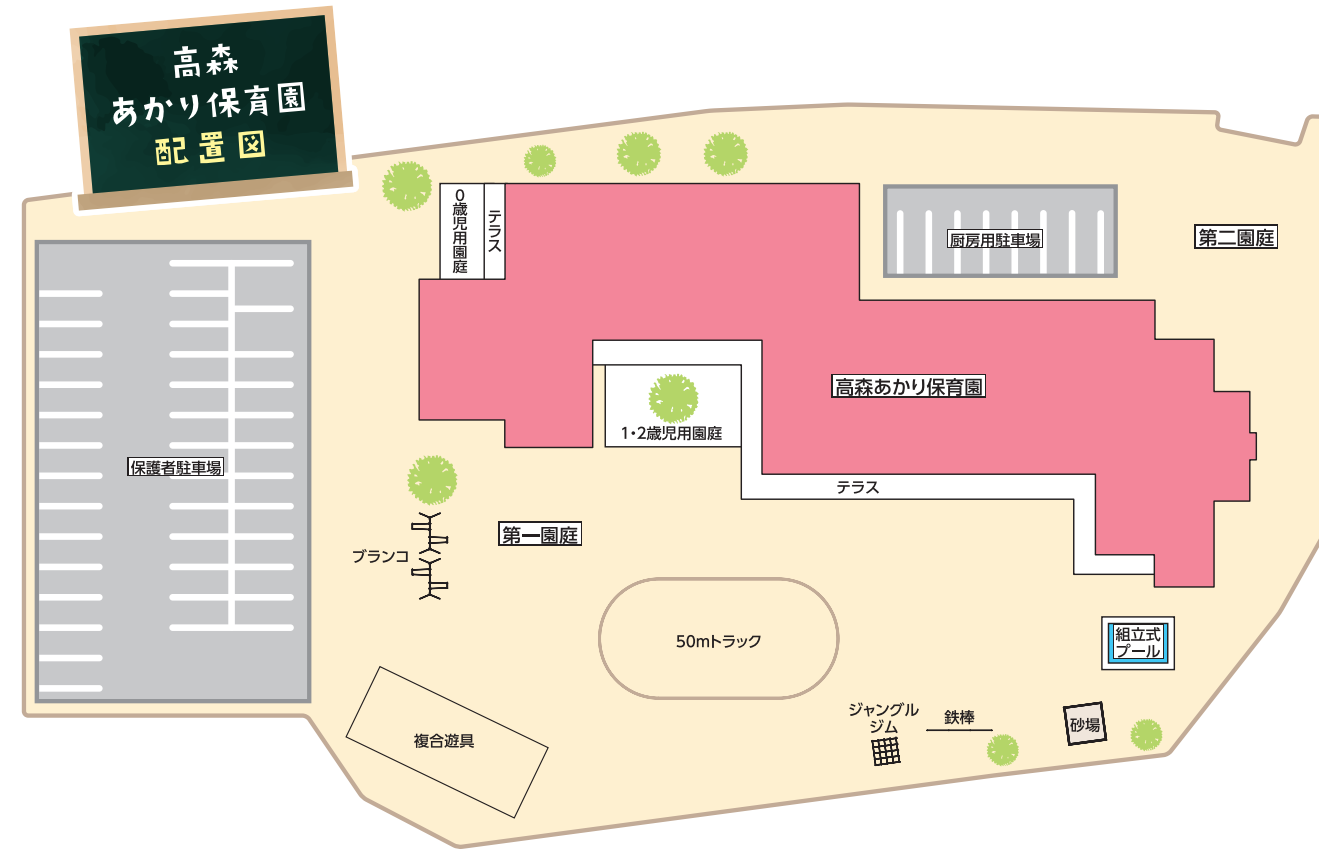 高森
あかり保育園
配置図
0歳児用園庭
テラス
厨房用駐車場
第二園庭
高森あかり保育園
1・2歳児用園庭
保護者駐車場
テラス
第一園庭
ブランコ
50mトラック
組立式
プール
ジャングル
ジム
鉄棒
砂場
複合遊具